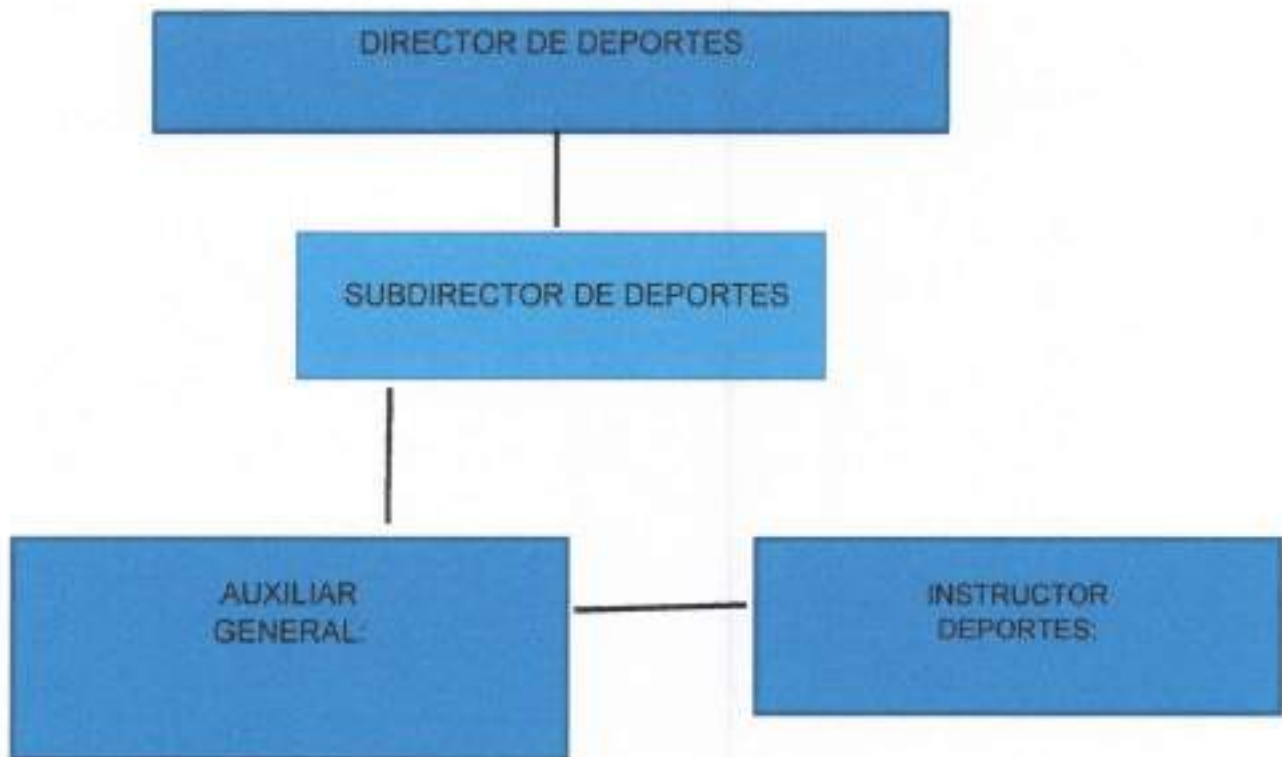 DIRECTOR DE DEPORTES
SUBDIRECTOR DE DEPORTES
AUXILIAR
GENERAL:
INSTRUCTOR
DEPORTES: